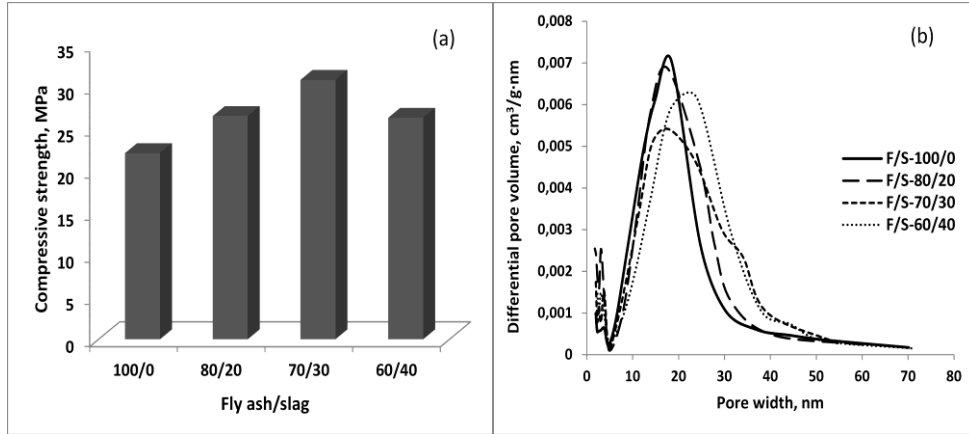 (a)
Compressive strength, MPa
35
30
25
20
15
10
5
0
100/0 80/20 70/30 60/40
Fly ash/slag
(b)
Differential pore volume, cm³/g·nm
0,008
0,007
0,006
0,005
0,004
0,003
0,002
0,001
0
F/S-100/0
F/S-80/20
F/S-70/30
F/S-60/40
0 10 20 30 40 50 60 70 80
Pore width, nm